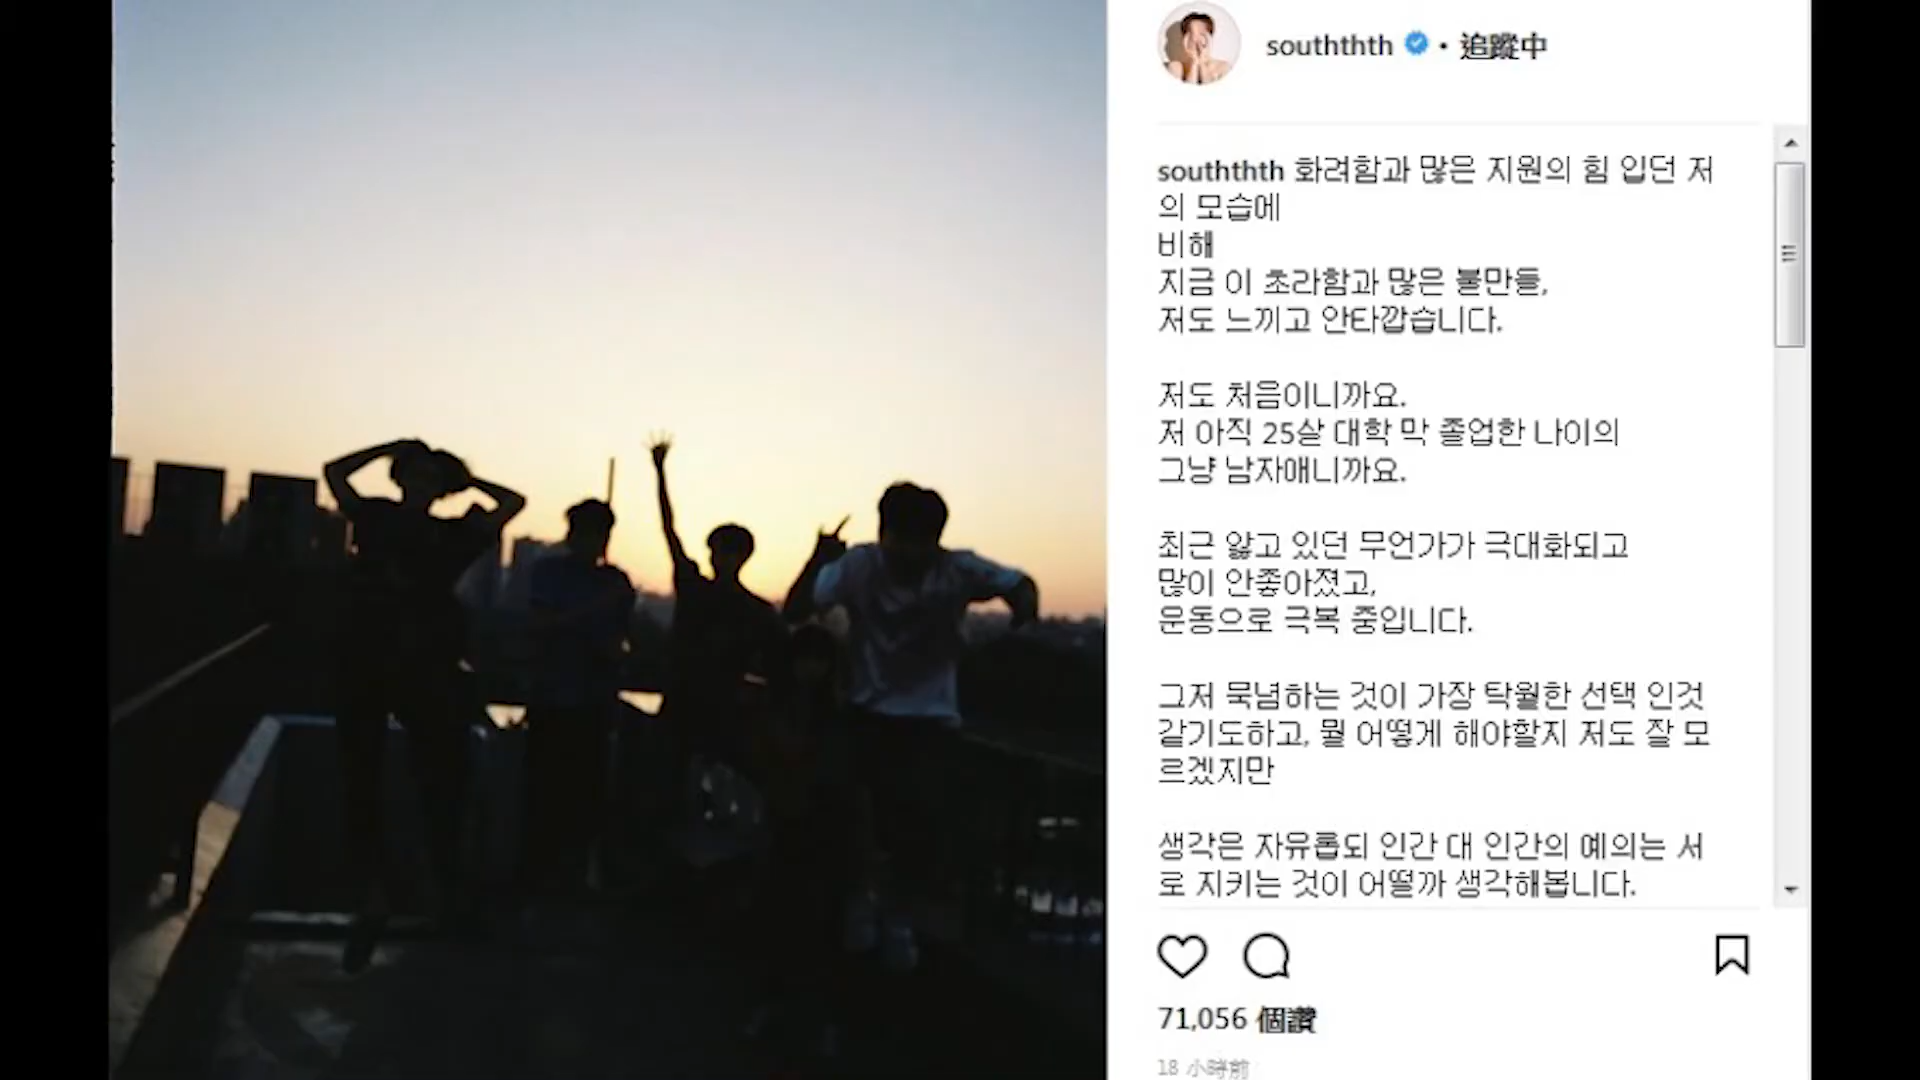 souththth • 追蹤中
souththth 화려함과 많은 지원의 힘 입던 저
의 모습에
비해
지금 이 초라함과 많은 불만들,
저도 느끼고 안타깝습니다.
저도 처음이니까요.
저 아직 25살 대학 막 졸업한 나이의
그냥 남자애니까요.
최근 앓고 있던 무언가가 극대화되고
많이 안좋아졌고,
운동으로 극복 중입니다.
그저 묵념하는 것이 가장 탁월한 선택 인것
같기도하고, 뭘 어떻게 해야할지 저도 잘 모
르겠지만
생각은 자유롭되 인간 대 인간의 예의는 서
로 지키는 것이 어떨까 생각해봅니다.
71,056 個讚
18 小時前